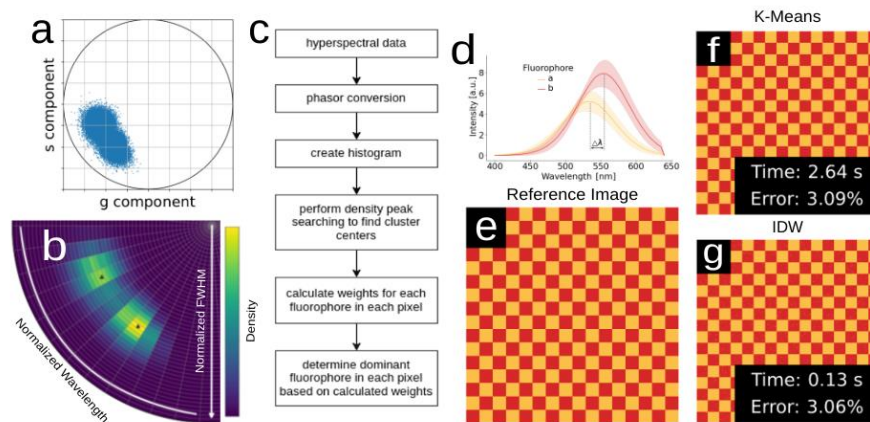 a
s component
g component
b
Normalized Wavelength
Normalized FWHM
Density
c
hyperspectral data
phasor conversion
create histogram
perform density peak
searching to find cluster
centers
calculate weights for each
fluorophore in each pixel
determine dominant
fluorophore in each pixel
based on calculated weights
d
Fluorophore
a
b
Intensity [a.u.]
8
6
4
2
0
Δλ
400 450 500 550 600 650
Wavelength [nm]
Reference Image
e
K-Means
f
Time: 2.64 s
Error: 3.09%
IDW
g
Time: 0.13 s
Error: 3.06%